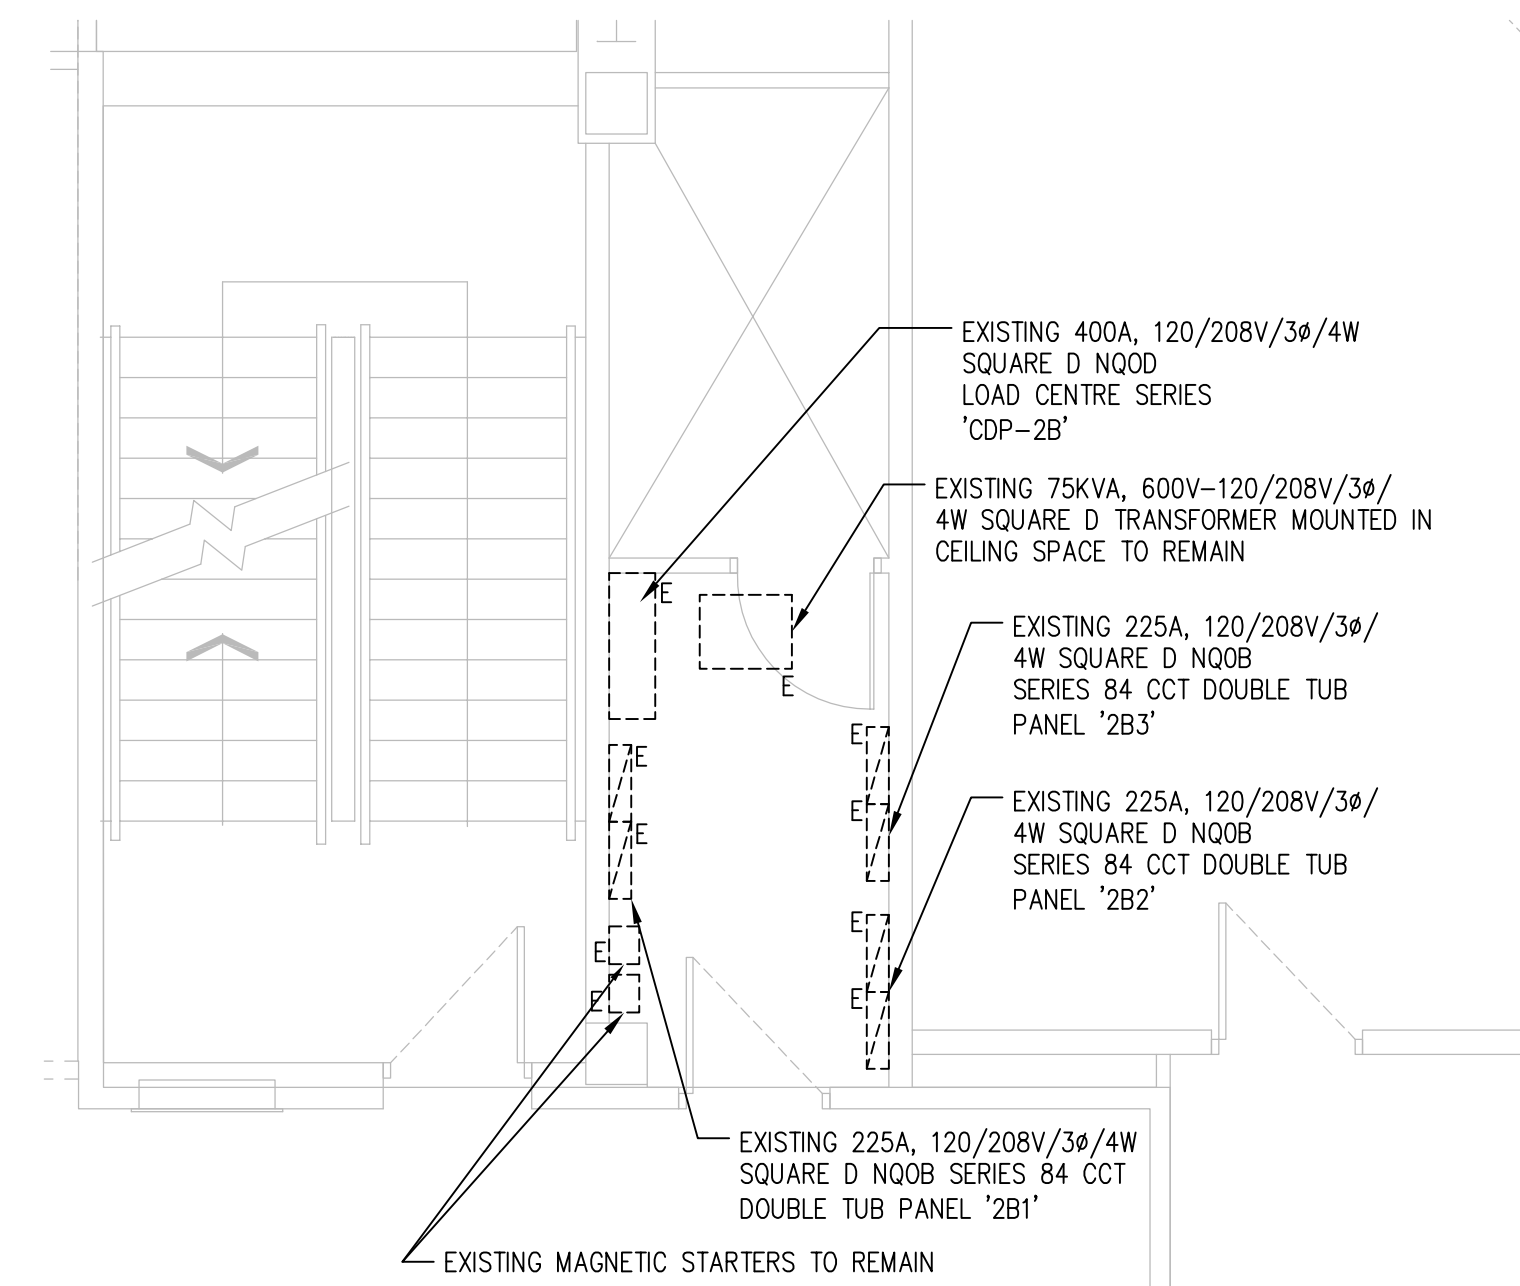 EXISTING 400A, 120/208V/3ø/4W
SQUARE D NQOD
LOAD CENTRE SERIES
'CDP-2B'
EXISTING 75KVA, 600V-120/208V/3ø/
4W SQUARE D TRANSFORMER MOUNTED IN
CEILING SPACE TO REMAIN
E
E
EXISTING 225A, 120/208V/3ø/
4W SQUARE D NQOB
SERIES 84 CCT DOUBLE TUB
PANEL '2B3'
E
E
E
E
EXISTING 225A, 120/208V/3ø/
4W SQUARE D NQOB
SERIES 84 CCT DOUBLE TUB
PANEL '2B2'
E
E
E
E
EXISTING 225A, 120/208V/3ø/4W
SQUARE D NQOB SERIES 84 CCT
DOUBLE TUB PANEL '2B1'
EXISTING MAGNETIC STARTERS TO REMAIN